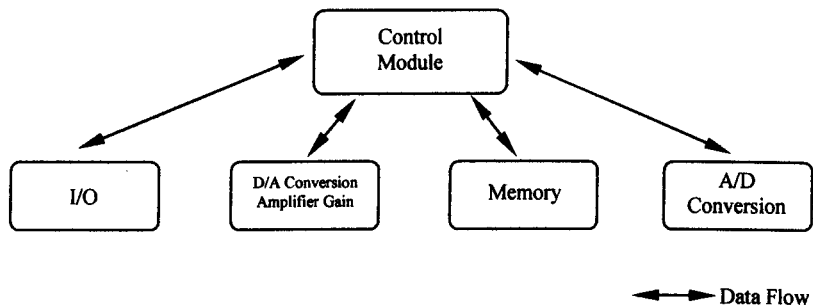 Control
Module
I/O
D/A Conversion
Amplifier Gain
Memory
A/D
Conversion
Data Flow